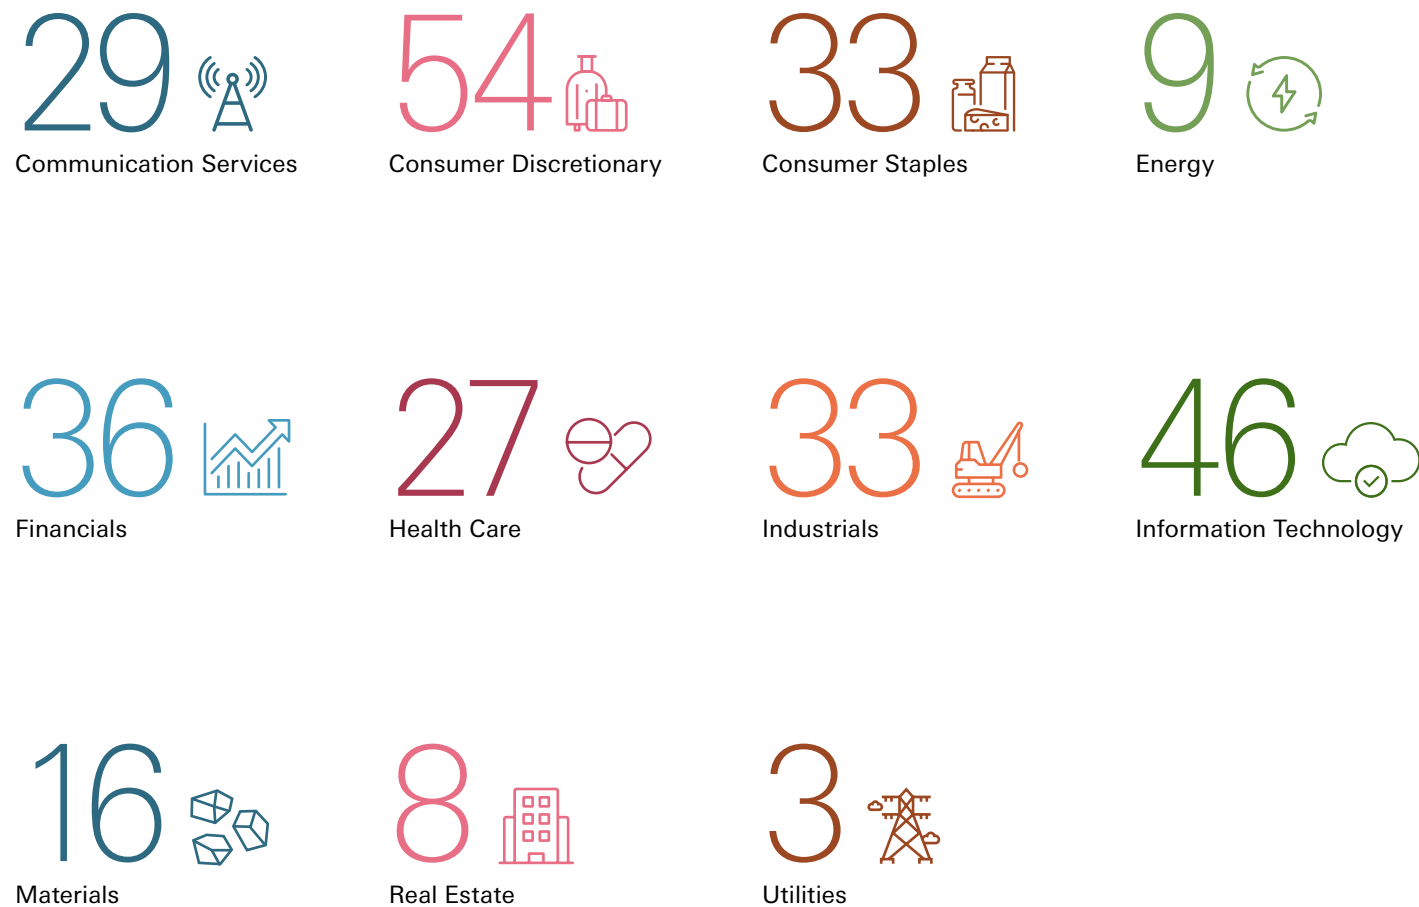 29
Communication Services
54
Consumer Discretionary
33
Consumer Staples
9
Energy
36
Financials
27
Health Care
33
Industrials
46
Information Technology
16
Materials
8
Real Estate
3
Utilities